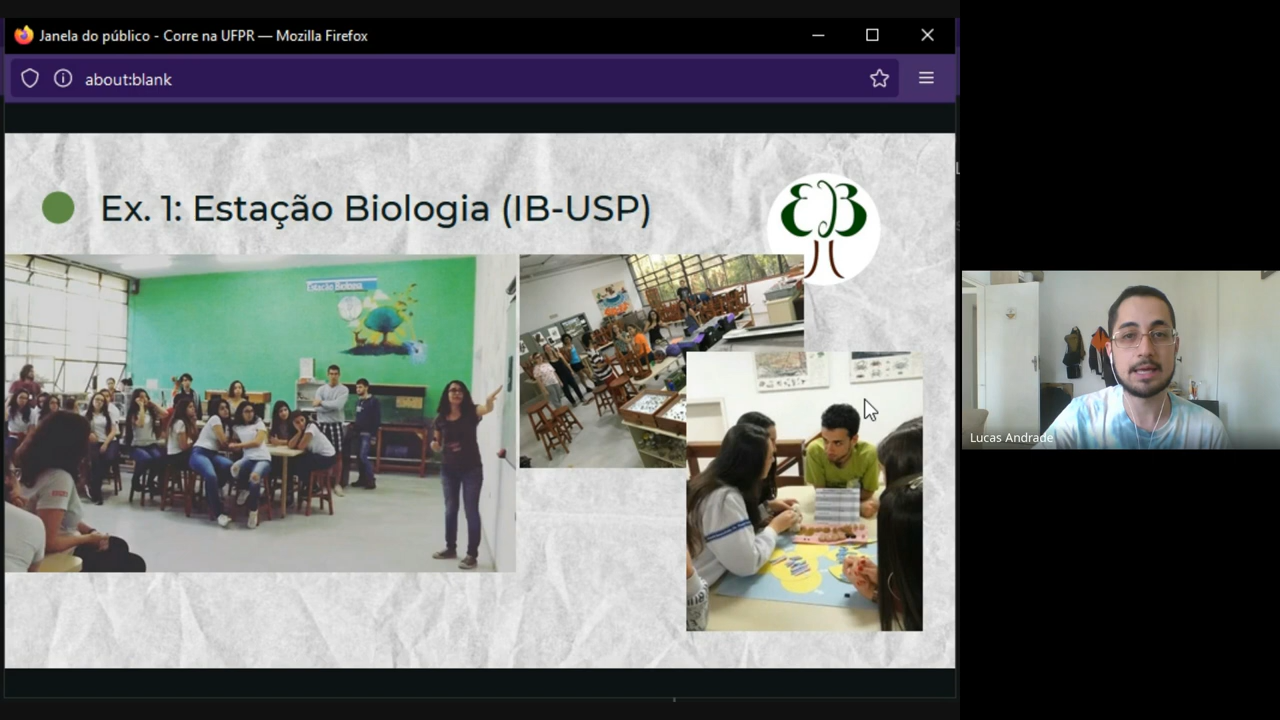 Janela do público - Corre na UFPR — Mozilla Firefox
about:blank
Ex. 1: Estação Biologia (IB-USP)
EB
Estação Biologia
Lucas Andrade